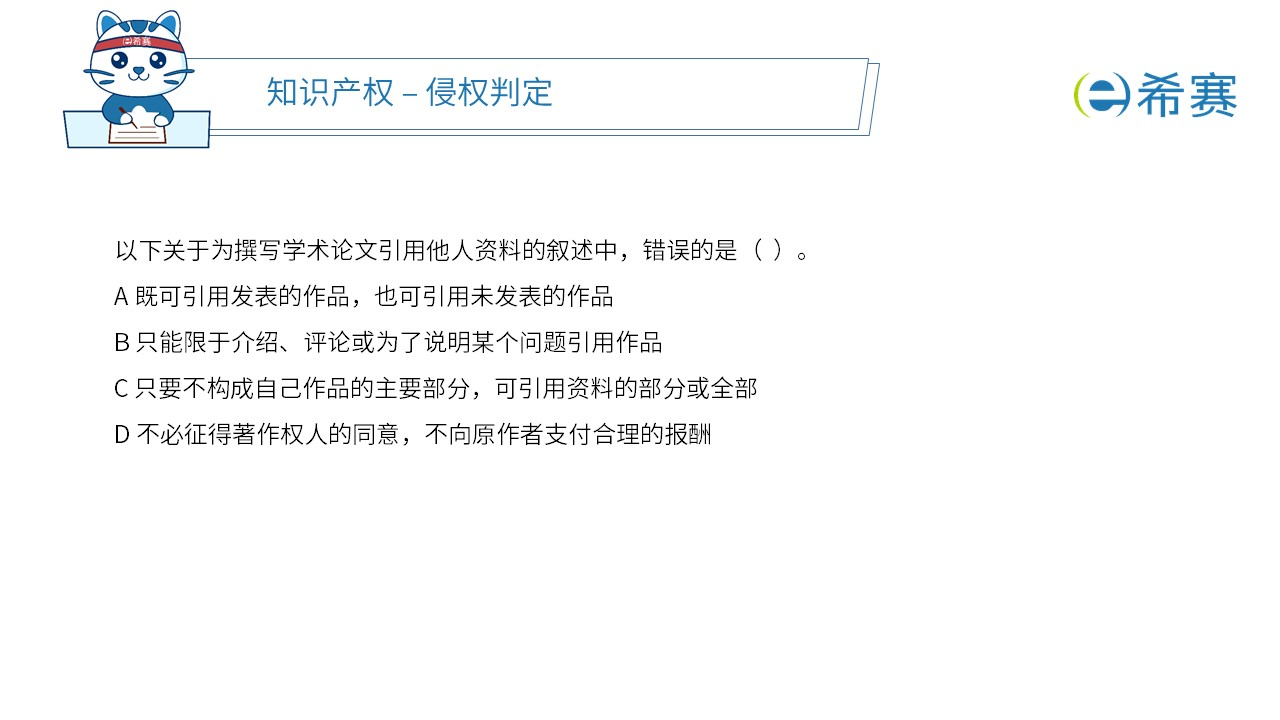 希赛
知识产权 – 侵权判定
希赛
以下关于为撰写学术论文引用他人资料的叙述中，错误的是（ ）。
A 既可引用发表的作品，也可引用未发表的作品
B 只能限于介绍、评论或为了说明某个问题引用作品
C 只要不构成自己作品的主要部分，可引用资料的部分或全部
D 不必征得著作权人的同意，不向原作者支付合理的报酬